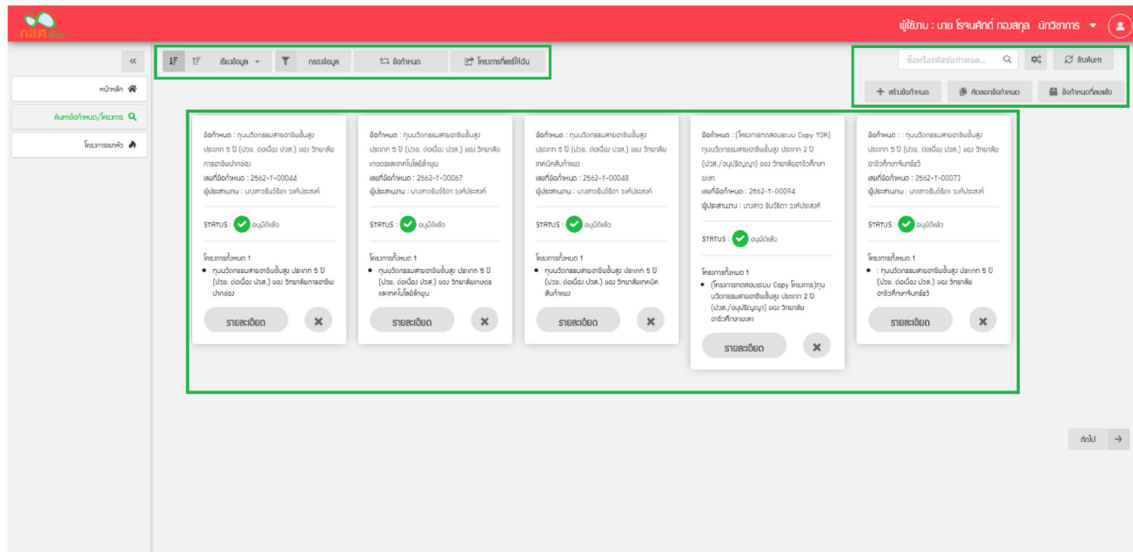 กสศ
ผู้ใช้งาน : นาย โรจนศักดิ์ ทองสกุล นักวิชาการ
เรียงข้อมูล
กรองข้อมูล
ข้อกำหนด
โครงการที่แชร์ให้ฉัน
ชื่อหรือรหัสข้อกำหนด...
เริ่มค้นหา
สร้างข้อกำหนด
คัดลอกข้อกำหนด
ข้อกำหนดที่ลบแล้ว
หน้าหลัก
ค้นหาข้อกำหนด/โครงการ
โครงการแยกหัว
ข้อกำหนด : ทุนนวัตกรรมสายอาชีพชั้นสูง
ประเภท 5 ปี (ปวช. ต่อเนื่อง ปวส.) ของ วิทยาลัย
การอาชีพปากช่อง
เลขที่ข้อกำหนด : 2562-T-00044
ผู้ประสานงาน : นางสาวธันว์ธิดา วงศ์ประสงค์
STATUS : อนุมัติแล้ว
โครงการทั้งหมด 1
ทุนนวัตกรรมสายอาชีพชั้นสูง ประเภท 5 ปี
(ปวช. ต่อเนื่อง ปวส.) ของ วิทยาลัยการอาชีพ
ปากช่อง
รายละเอียด
ข้อกำหนด : ทุนนวัตกรรมสายอาชีพชั้นสูง
ประเภท 5 ปี (ปวช. ต่อเนื่อง ปวส.) ของ วิทยาลัย
เกษตรและเทคโนโลยีลำพูน
เลขที่ข้อกำหนด : 2562-T-00067
ผู้ประสานงาน : นางสาวธันว์ธิดา วงศ์ประสงค์
STATUS : อนุมัติแล้ว
โครงการทั้งหมด 1
ทุนนวัตกรรมสายอาชีพชั้นสูง ประเภท 5 ปี
(ปวช. ต่อเนื่อง ปวส.) ของ วิทยาลัยเกษตร
และเทคโนโลยีลำพูน
รายละเอียด
ข้อกำหนด : ทุนนวัตกรรมสายอาชีพชั้นสูง
ประเภท 5 ปี (ปวช. ต่อเนื่อง ปวส.) ของ วิทยาลัย
เทคนิคสันกำแพง
เลขที่ข้อกำหนด : 2562-T-00048
ผู้ประสานงาน : นางสาวธันว์ธิดา วงศ์ประสงค์
STATUS : อนุมัติแล้ว
โครงการทั้งหมด 1
ทุนนวัตกรรมสายอาชีพชั้นสูง ประเภท 5 ปี
(ปวช. ต่อเนื่อง ปวส.) ของ วิทยาลัยเทคนิค
สันกำแพง
รายละเอียด
ข้อกำหนด : (โครงการทดสอบระบบ Copy TOR)
ทุนนวัตกรรมสายอาชีพชั้นสูง ประเภท 2 ปี
(ปวส./อนุปริญญา) ของ วิทยาลัยอาชีวศึกษา
ยะลา
เลขที่ข้อกำหนด : 2562-T-00094
ผู้ประสานงาน : นางสาว ธันว์ธิดา วงศ์ประสงค์
STATUS : อนุมัติแล้ว
โครงการทั้งหมด 1
(โครงการทดสอบระบบ Copy โครงการ)ทุน
นวัตกรรมสายอาชีพชั้นสูง ประเภท 2 ปี
(ปวส./อนุปริญญา) ของ วิทยาลัย
อาชีวศึกษายะลา
รายละเอียด
ข้อกำหนด : : ทุนนวัตกรรมสายอาชีพชั้นสูง
ประเภท 5 ปี (ปวช. ต่อเนื่อง ปวส.) ของ วิทยาลัย
อาชีวศึกษาจันทร์รวี
เลขที่ข้อกำหนด : 2562-T-00073
ผู้ประสานงาน : นางสาวธันว์ธิดา วงศ์ประสงค์
STATUS : อนุมัติแล้ว
โครงการทั้งหมด 1
: ทุนนวัตกรรมสายอาชีพชั้นสูง ประเภท 5 ปี
(ปวช. ต่อเนื่อง ปวส.) ของ วิทยาลัย
อาชีวศึกษาจันทร์รวี
รายละเอียด
ถัดไป